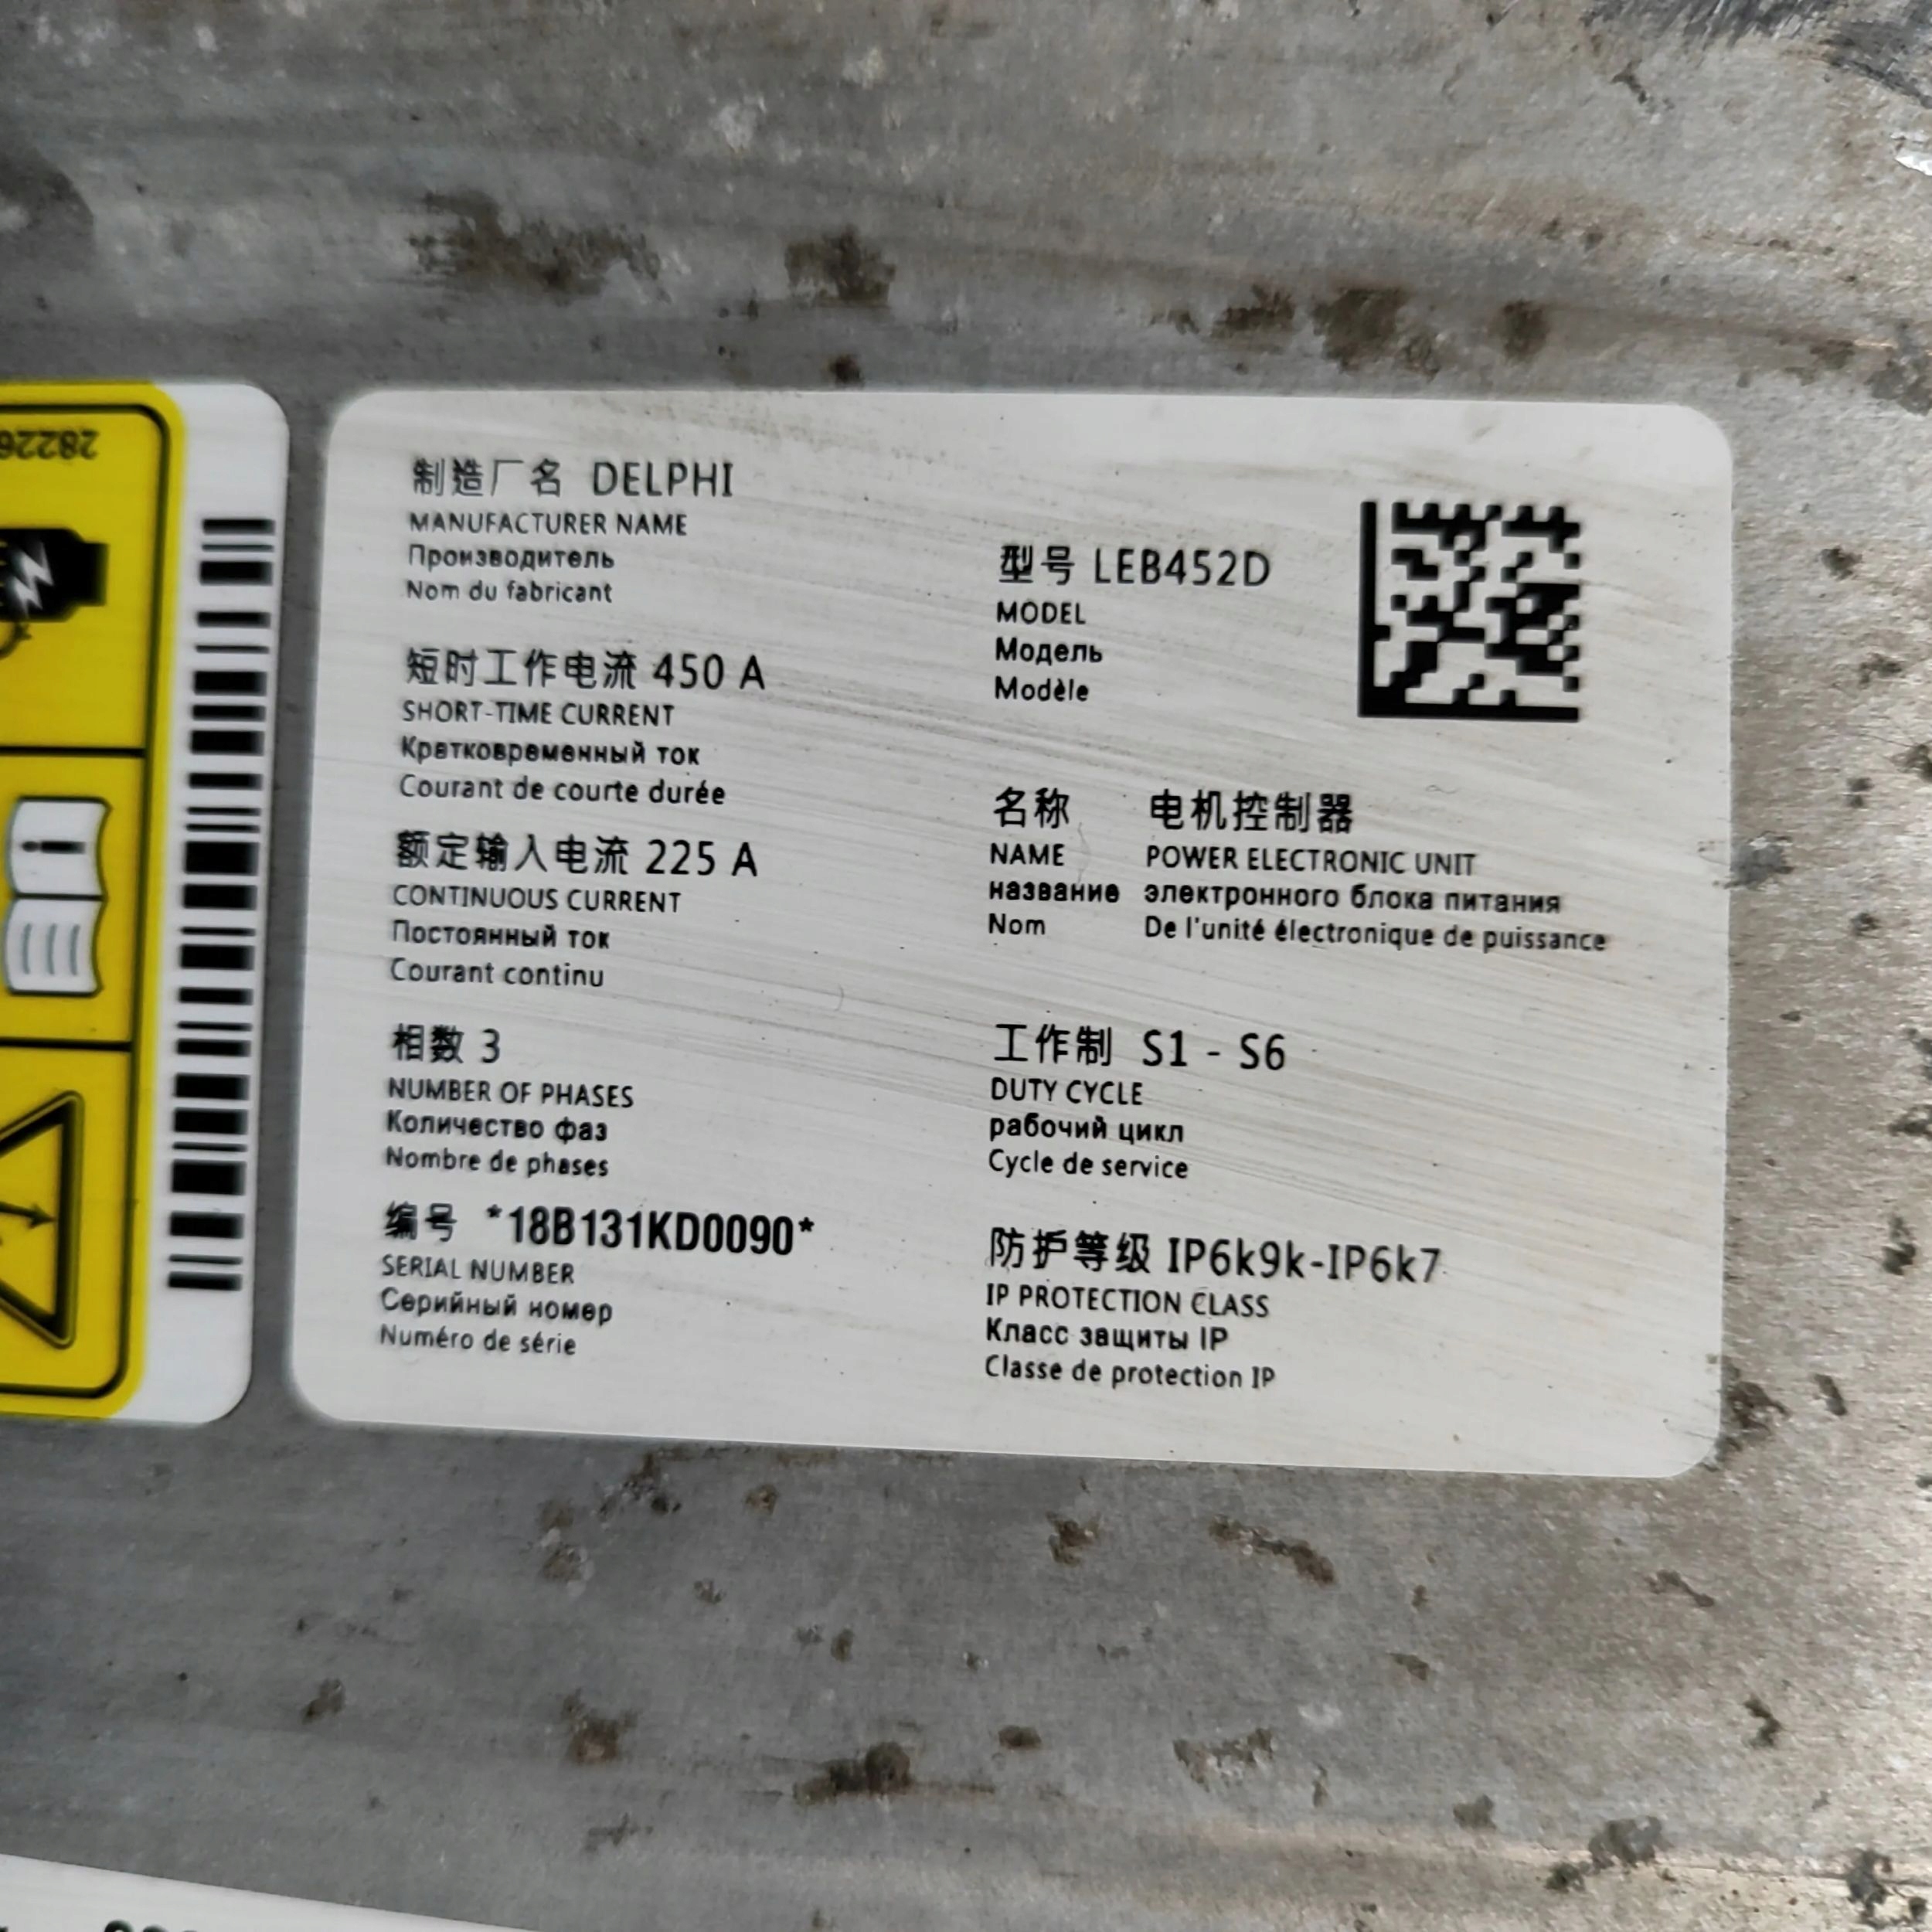 制造厂名 DELPHI
MANUFACTURER NAME
Производитель
Nom du fabricant
短时工作电流 450 A
SHORT-TIME CURRENT
Кратковременный ток
Courant de courte durée
额定输入电流 225 A
CONTINUOUS CURRENT
Постоянный ток
Courant continu
相数 3
NUMBER OF PHASES
Количество фаз
Nombre de phases
编号 *18B131KD0090*
SERIAL NUMBER
Серийный номер
Numéro de série
型号 LEB452D
MODEL
Модель
Modèle
名称 电机控制器
NAME POWER ELECTRONIC UNIT
название электронного блока питания
Nom De l'unité électronique de puissance
工作制 S1 - S6
DUTY CYCLE
рабочий цикл
Cycle de service
防护等级 IP6k9k-IP6k7
IP PROTECTION CLASS
Класс защиты IP
Classe de protection IP